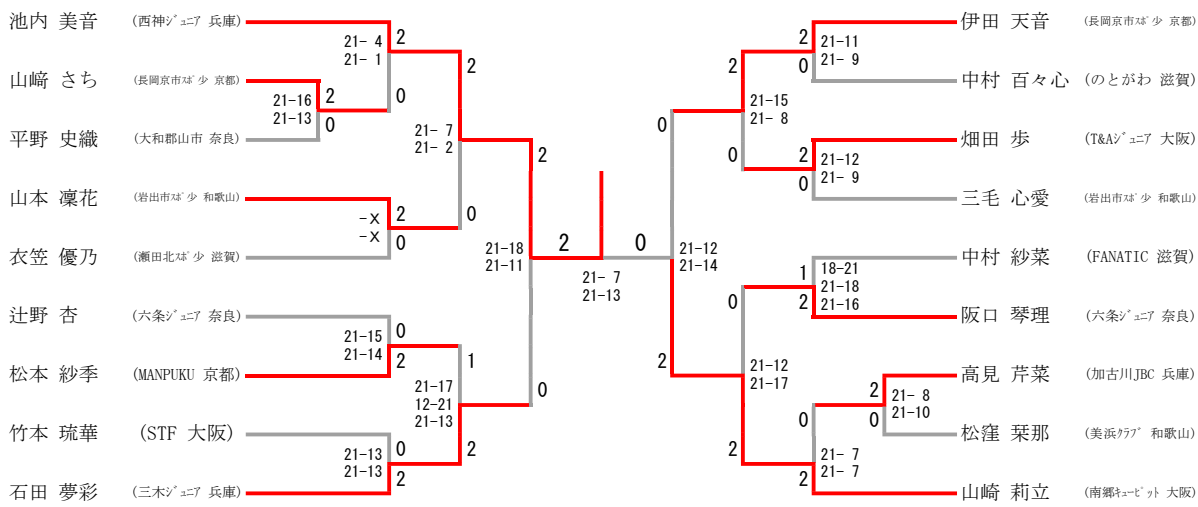 池内 美音 (西神ｼﾞｭﾆｱ 兵庫)
21- 4 2
21- 1
山﨑 さち (長岡京市ｽﾎﾟ少 京都)
21-16 2 0
21-13 0
平野 史織 (大和郡山市 奈良)
2
21- 7
21- 2
山本 凜花 (岩出市ｽﾎﾟ少 和歌山)
-X 2 0
-X 0
衣笠 優乃 (瀬田北ｽﾎﾟ少 滋賀)
2
21-18
21-11
辻野 杏 (六条ｼﾞｭﾆｱ 奈良)
21-15 0
21-14 2
松本 紗季 (MANPUKU 京都)
1
21-17
12-21
21-13
0
竹本 琉華 (STF 大阪)
21-13 0 2
21-13 2
石田 夢彩 (三木ｼﾞｭﾆｱ 兵庫)
2 0
21- 7
21-13
伊田 天音 (長岡京市ｽﾎﾟ少 京都)
2 21-11
0 21- 9
中村 百々心 (のとがわ 滋賀)
2
21-15
21- 8
0
0
畑田 歩 (T&Aｼﾞｭﾆｱ 大阪)
2 21-12
0 21- 9
三毛 心愛 (岩出市ｽﾎﾟ少 和歌山)
21-12
21-14
中村 紗菜 (FANATIC 滋賀)
1 18-21
21-18
2 21-16
阪口 琴理 (六条ｼﾞｭﾆｱ 奈良)
0
2
21-12
21-17
高見 芹菜 (加古川JBC 兵庫)
2 21- 8
0 21-10
松窪 栞那 (美浜ｸﾗﾌﾞ 和歌山)
0
2
21- 7
2 21- 7
山崎 莉立 (南郷ｷｭｰﾋﾟｯﾄ 大阪)